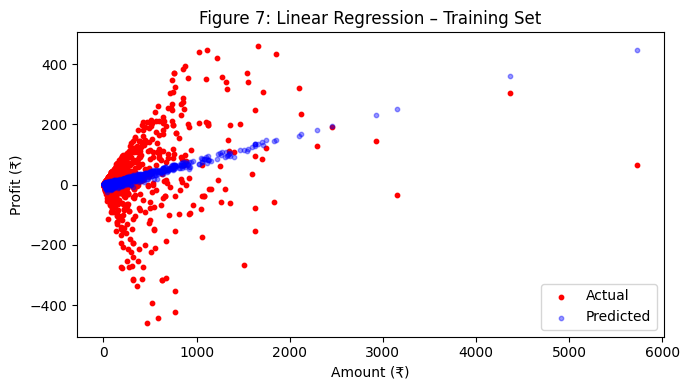 Figure 7: Linear Regression – Training Set
Profit (₹)
400
200
0
−200
−400
0
1000
2000
3000
4000
5000
6000
Amount (₹)
Actual
Predicted